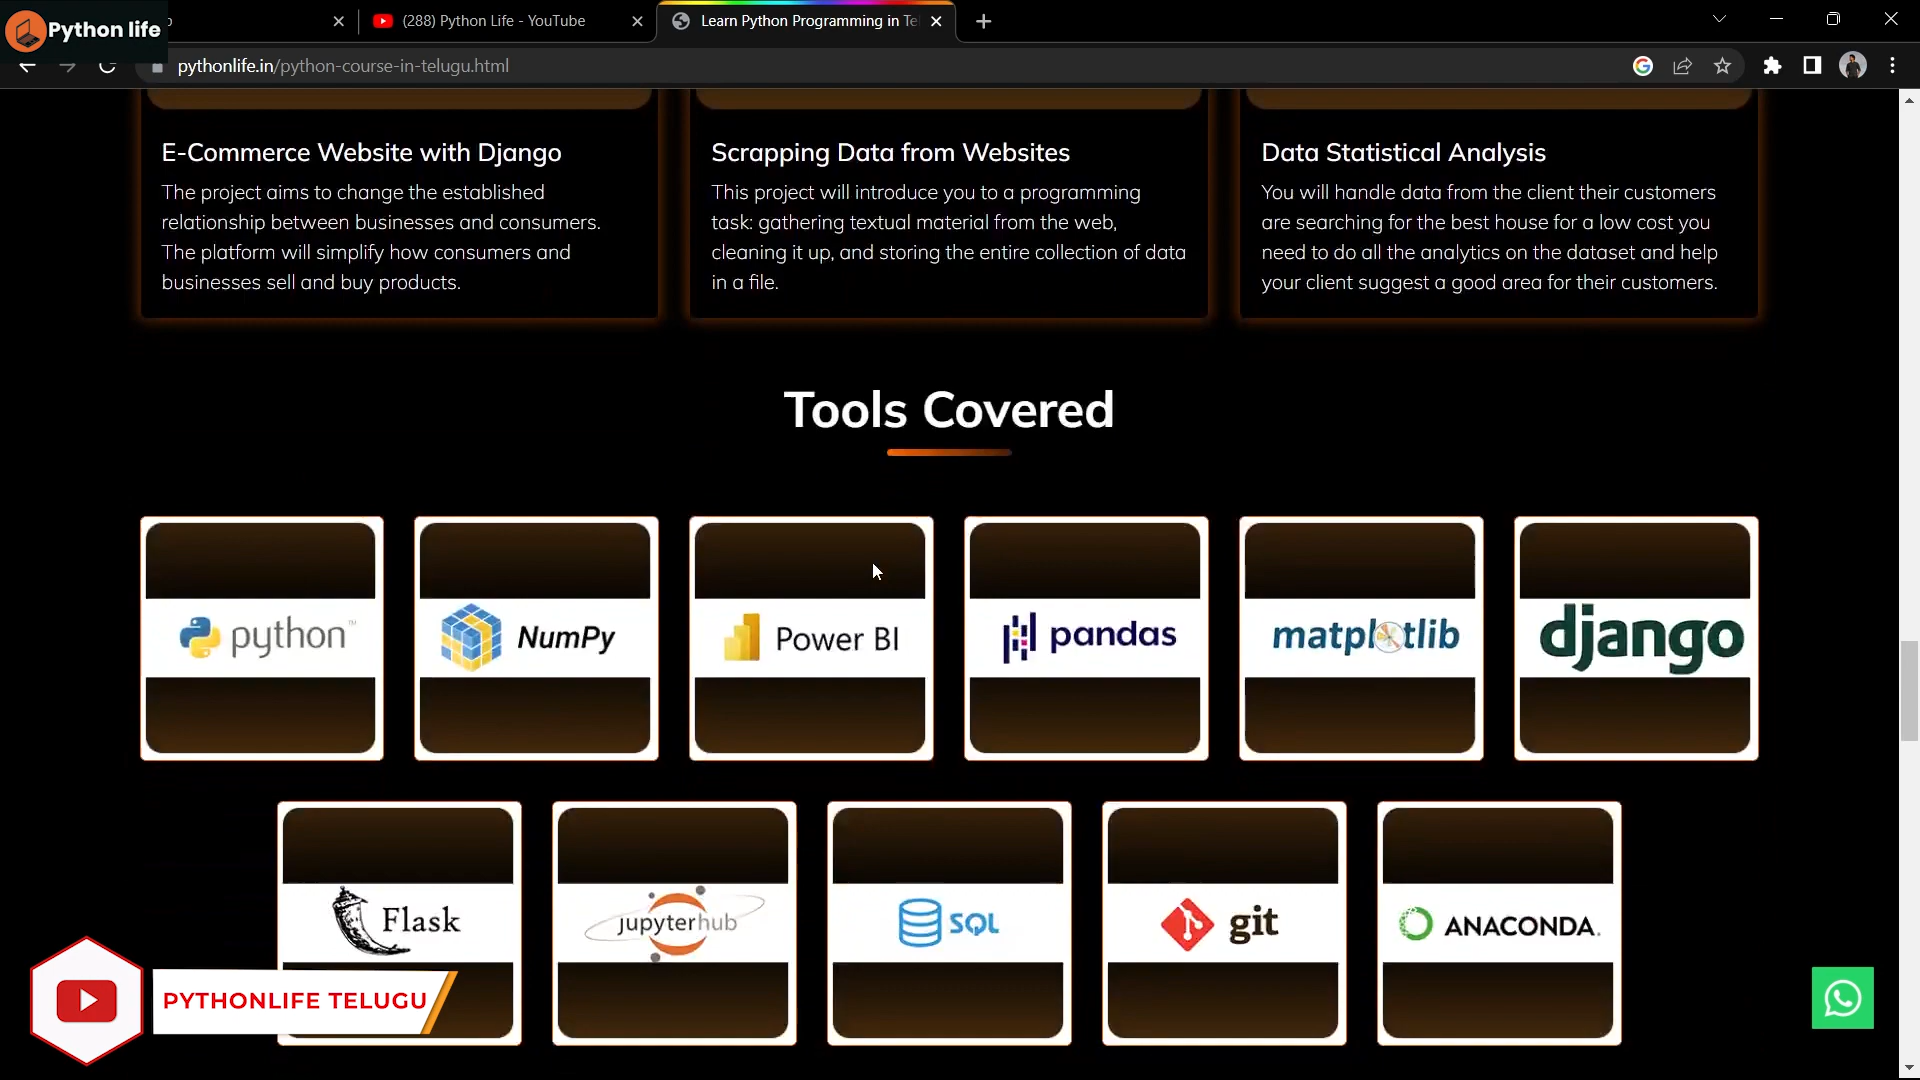 Python life
(288) Python Life - YouTube
Learn Python Programming in Te
pythonlife.in/python-course-in-telugu.html
E-Commerce Website with Django
The project aims to change the established
relationship between businesses and consumers.
The platform will simplify how consumers and
businesses sell and buy products.
Scrapping Data from Websites
This project will introduce you to a programming
task: gathering textual material from the web,
cleaning it up, and storing the entire collection of data
in a file.
Data Statistical Analysis
You will handle data from the client their customers
are searching for the best house for a low cost you
need to do all the analytics on the dataset and help
your client suggest a good area for their customers.
Tools Covered
python™
NumPy
Power BI
pandas
matplotlib
django
Flask
jupyterhub
SQL
git
ANACONDA.
PYTHONLIFE TELUGU